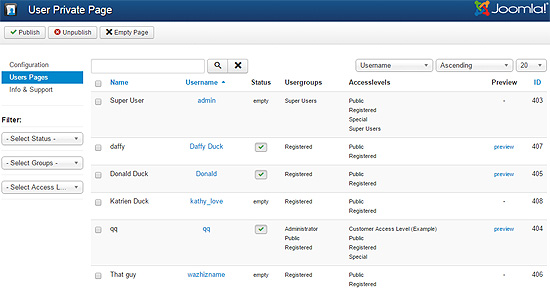 User Private Page
Joomla!®
Publish Unpublish Empty Page
Configuration
Users Pages
Info & Support
Filter:
- Select Status -
- Select Groups -
- Select Access L...
Username Ascending 20
Name Username Status Usergroups Accesslevels Preview ID
Super User admin empty Super Users Public - 403
Registered
Special
Super Users
daffy Daffy Duck Registered Public preview 407
Registered
Donald Duck Donald Registered Public preview 405
Registered
Katrien Duck kathy_love empty Registered Public - 408
Registered
qq qq Administrator Customer Access Level (Example) preview 404
Public Public
Registered Registered
Special
That guy wazhizname empty Registered Public - 406
Registered